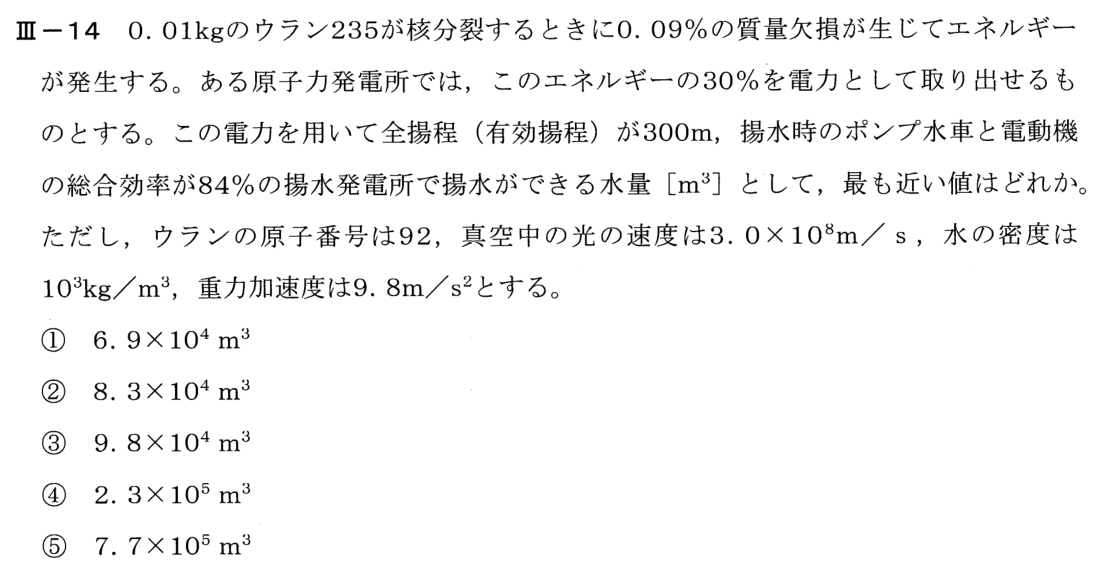 Ⅲ－14　0．01kgのウラン235が核分裂するときに0．09％の質量欠損が生じてエネルギー
が発生する。ある原子力発電所では，このエネルギーの30％を電力として取り出せるも
のとする。この電力を用いて全揚程（有効揚程）が300m，揚水時のポンプ水車と電動機
の総合効率が84％の揚水発電所で揚水ができる水量［m³］として，最も近い値はどれか。
ただし，ウランの原子番号は92，真空中の光の速度は3．0×10⁸m／s，水の密度は
10³kg／m³，重力加速度は9．8m／s²とする。
①　6．9×10⁴ m³
②　8．3×10⁴ m³
③　9．8×10⁴ m³
④　2．3×10⁵ m³
⑤　7．7×10⁵ m³